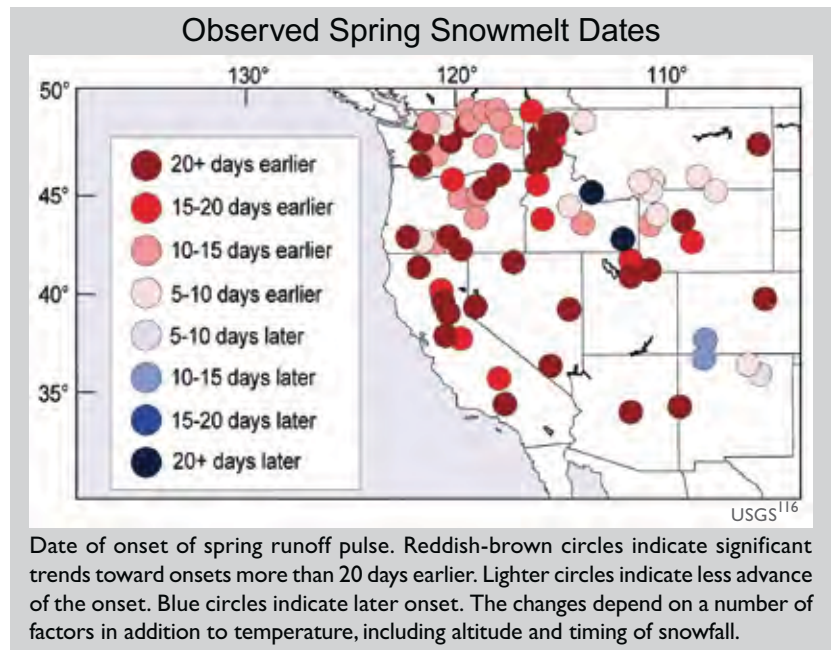 Observed Spring Snowmelt Dates
130° 120° 110°
50°
45°
40°
35°
20+ days earlier
15-20 days earlier
10-15 days earlier
5-10 days earlier
5-10 days later
10-15 days later
15-20 days later
20+ days later
USGS116
Date of onset of spring runoff pulse. Reddish-brown circles indicate significant
trends toward onsets more than 20 days earlier. Lighter circles indicate less advance
of the onset. Blue circles indicate later onset. The changes depend on a number of
factors in addition to temperature, including altitude and timing of snowfall.